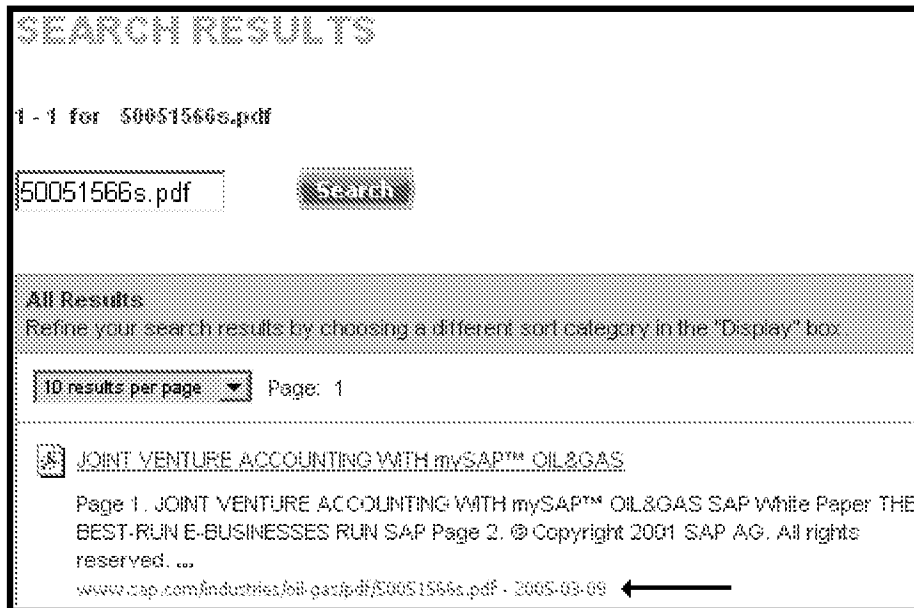 SEARCH RESULTS
1 - 1 for 50051566s.pdf
50051566s.pdf Search
All Results
Refine your search results by choosing a different sort category in the "Display" box.
10 results per page Page: 1
JOINT VENTURE ACCOUNTING WITH mySAP™ OIL&GAS
Page 1. JOINT VENTURE ACCOUNTING WITH mySAP™ OIL&GAS SAP White Paper THE
BEST-RUN E-BUSINESSES RUN SAP Page 2. © Copyright 2001 SAP AG. All rights
reserved. ...
www.sap.com/industries/oil-gas/pdf/50051566s.pdf - 2005-03-09